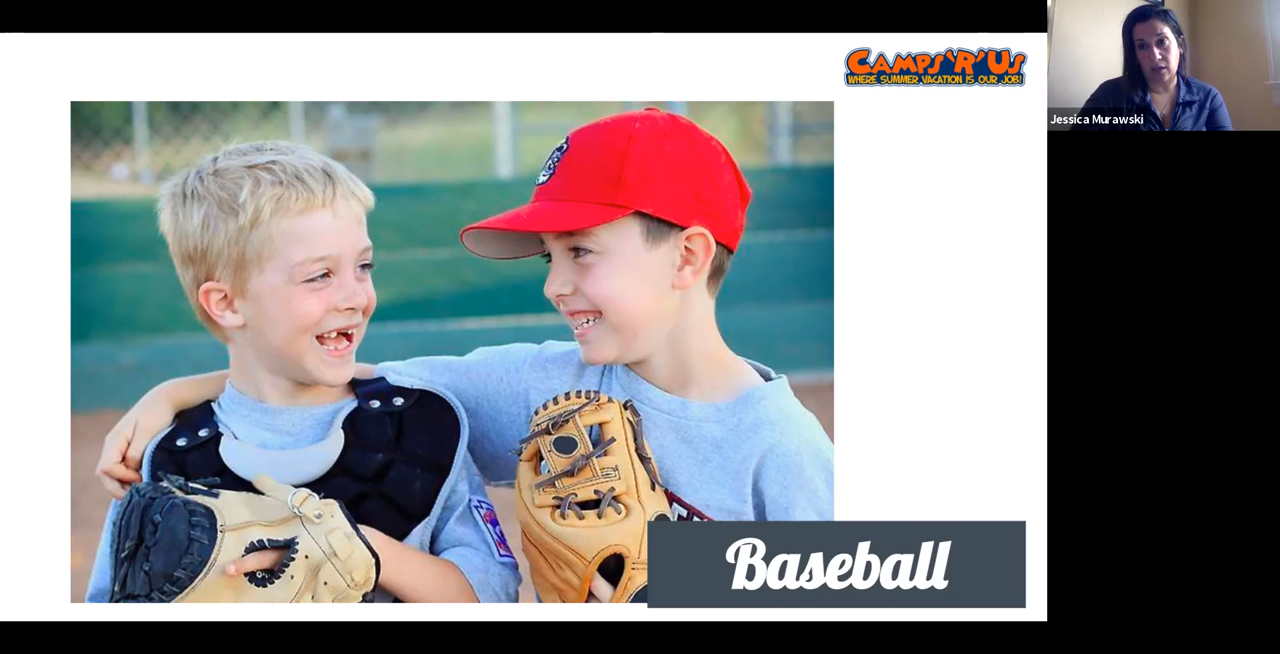 CAMPS 'R' US
WHERE SUMMER VACATION IS OUR JOB!
Jessica Murawski
Baseball